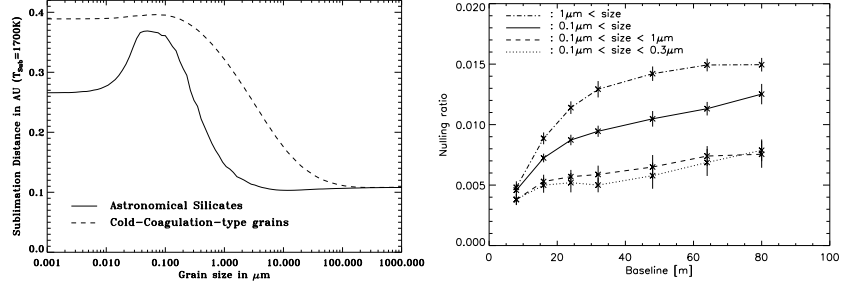 Sublimation Distance in AU (T_Sub=1700K)
0.4
0.3
0.2
0.1
0.0
Astronomical Silicates
Cold-Coagulation-type grains
0.001 0.010 0.100 1.000 10.000 100.000 1000.000
Grain size in μm
Nulling ratio
0.015
0.010
0.005
0.000
: 1μm < size
: 0.1μm < size
: 0.1μm < size < 1μm
: 0.1μm < size < 0.3μm
0 20 40 60 80 100
Baseline [m]